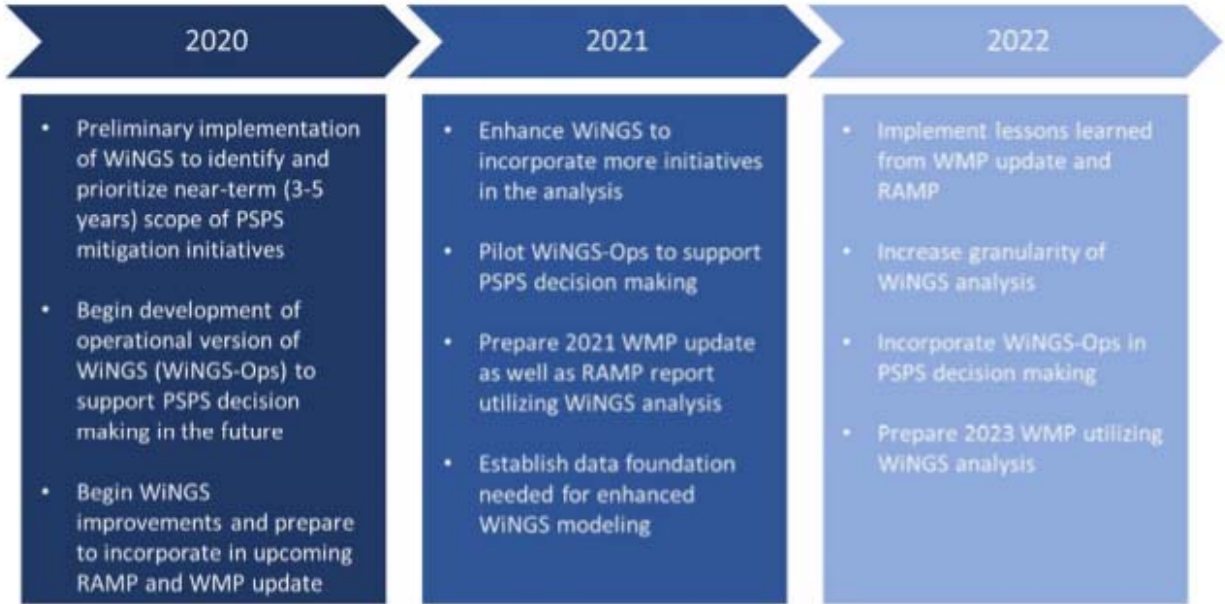 2020
• Preliminary implementation
of WiNGS to identify and
prioritize near-term (3-5
years) scope of PSPS
mitigation initiatives
• Begin development of
operational version of
WiNGS (WiNGS-Ops) to
support PSPS decision
making in the future
• Begin WiNGS
improvements and prepare
to incorporate in upcoming
RAMP and WMP update
2021
• Enhance WiNGS to
incorporate more initiatives
in the analysis
• Pilot WiNGS-Ops to support
PSPS decision making
• Prepare 2021 WMP update
as well as RAMP report
utilizing WiNGS analysis
• Establish data foundation
needed for enhanced
WiNGS modeling
2022
• Implement lessons learned
from WMP update and
RAMP
• Increase granularity of
WiNGS analysis
• Incorporate WiNGS-Ops in
PSPS decision making
• Prepare 2023 WMP utilizing
WiNGS analysis